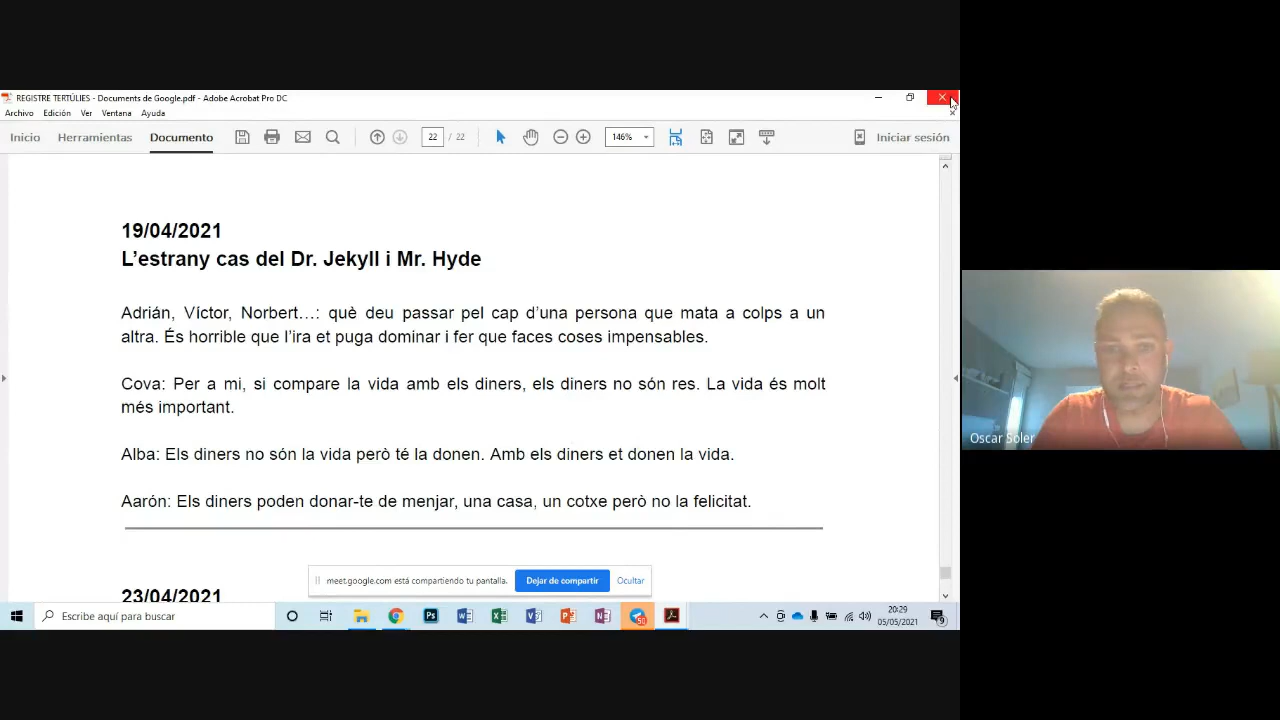 REGISTRE TERTÚLIES - Documents de Google.pdf - Adobe Acrobat Pro DC
Archivo Edición Ver Ventana Ayuda
Inicio Herramientas Documento 22 / 22 146% Iniciar sesión
19/04/2021
L’estrany cas del Dr. Jekyll i Mr. Hyde
Adrián, Víctor, Norbert…: què deu passar pel cap d’una persona que mata a colps a un
altra. És horrible que l’ira et puga dominar i fer que faces coses impensables.
Cova: Per a mi, si compare la vida amb els diners, els diners no són res. La vida és molt
més important.
Alba: Els diners no són la vida però té la donen. Amb els diners et donen la vida.
Aarón: Els diners poden donar-te de menjar, una casa, un cotxe però no la felicitat.
Oscar Soler
23/04/2021
meet.google.com está compartiendo tu pantalla. Dejar de compartir Ocultar
Escribe aquí para buscar
20:29
05/05/2021